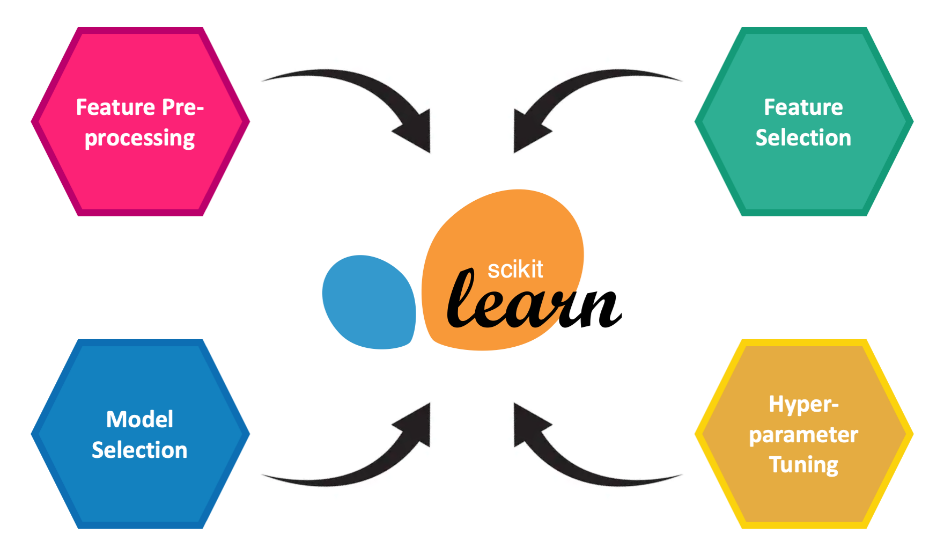 Feature Pre-
processing
Feature
Selection
scikit
learn
Model
Selection
Hyper-
parameter
Tuning